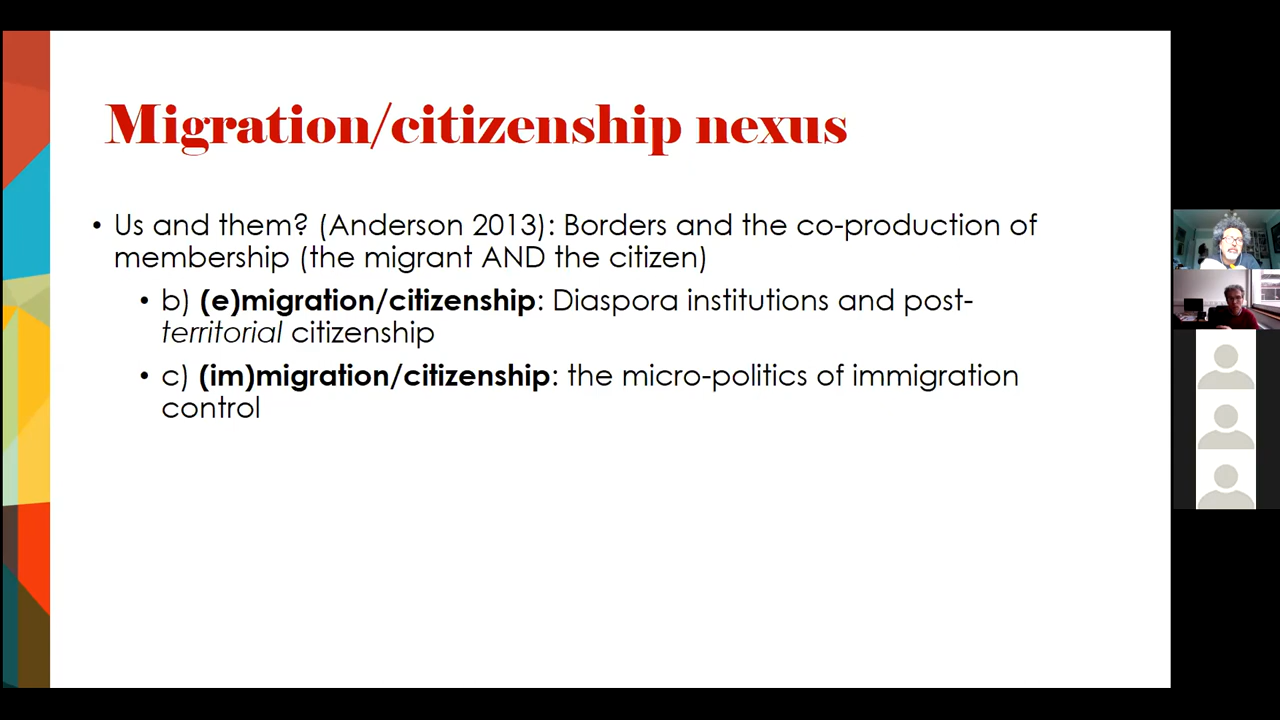 Migration/citizenship nexus
• Us and them? (Anderson 2013): Borders and the co-production of
membership (the migrant AND the citizen)
• b) (e)migration/citizenship: Diaspora institutions and post-
territorial citizenship
• c) (im)migration/citizenship: the micro-politics of immigration
control